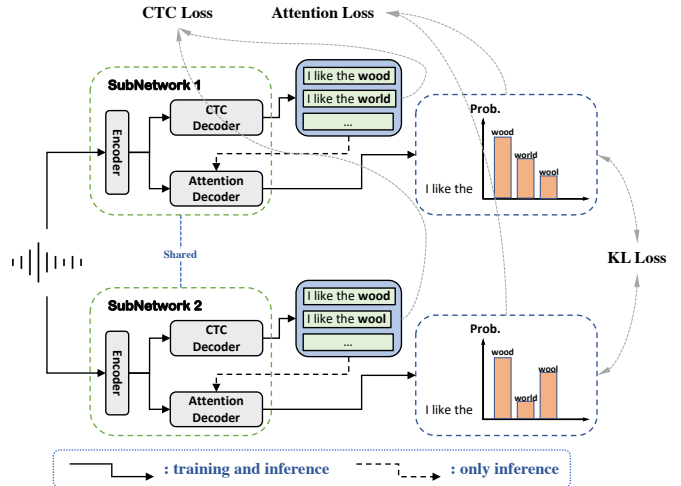 CTC Loss
Attention Loss
SubNetwork 1
Encoder
CTC
Decoder
Attention
Decoder
I like the wood
I like the world
...
Prob.
wood
world
wool
I like the
Shared
KL Loss
SubNetwork 2
Encoder
CTC
Decoder
Attention
Decoder
I like the wood
I like the wool
...
Prob.
wood
world
wool
I like the
: training and inference
: only inference